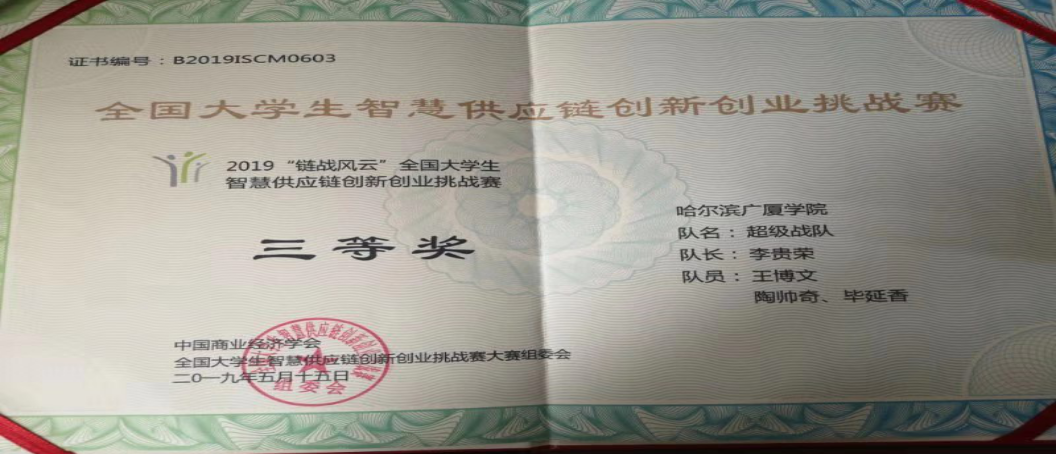 证书编号：B2019ISCM0603
全国大学生智慧供应链创新创业挑战赛
2019“链战风云”全国大学生
智慧供应链创新创业挑战赛
三等奖
哈尔滨广厦学院
队名：超级战队
队长：李贵荣
队员：王博文
陶帅奇、毕延香
中国商业经济学会
全国大学生智慧供应链创新创业挑战赛大赛组委会
二〇一九年五月十五日
组委会